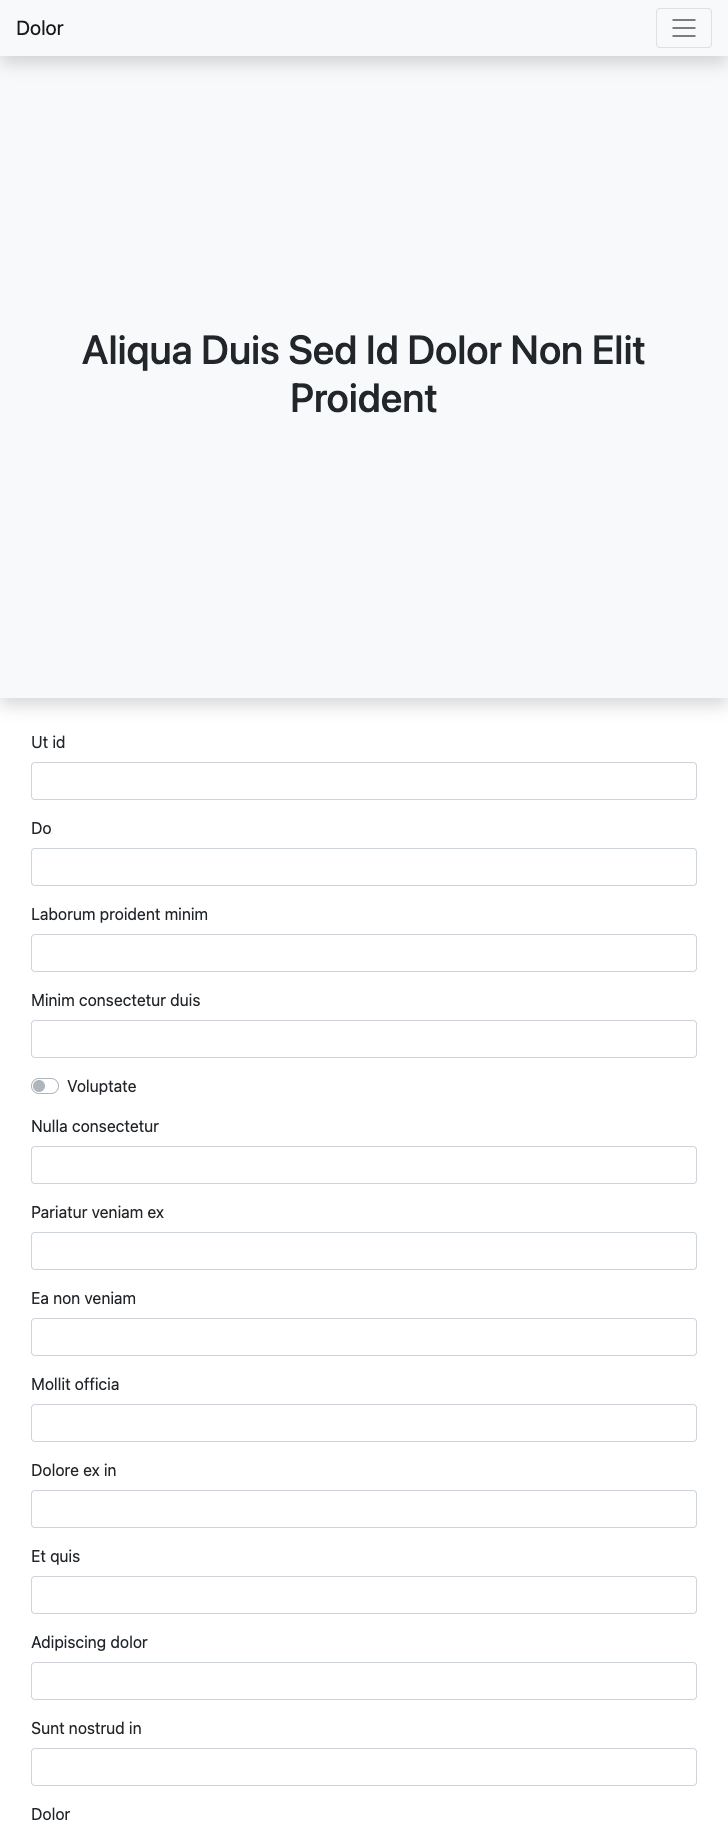 Dolor
Aliqua Duis Sed Id Dolor Non Elit
Proident
Ut id
Do
Laborum proident minim
Minim consectetur duis
Voluptate
Nulla consectetur
Pariatur veniam ex
Ea non veniam
Mollit officia
Dolore ex in
Et quis
Adipiscing dolor
Sunt nostrud in
Dolor